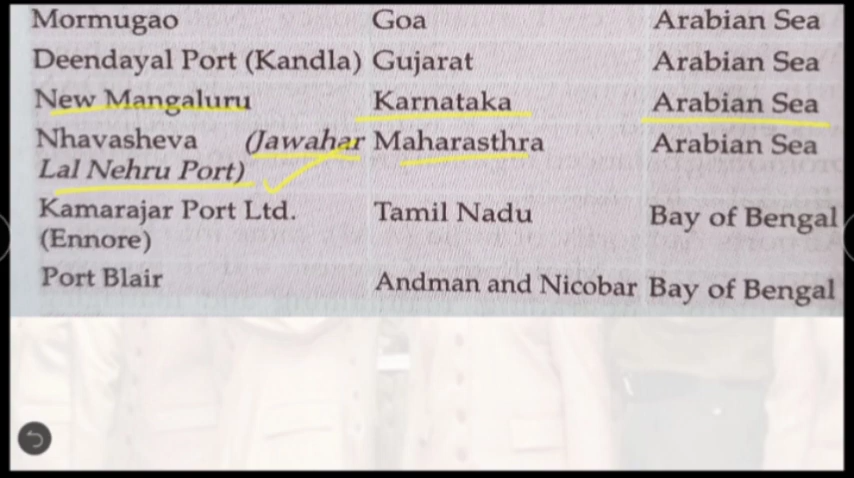 Mormugao Goa Arabian Sea
Deendayal Port (Kandla) Gujarat Arabian Sea
New Mangaluru Karnataka Arabian Sea
Nhavasheva (Jawahar Maharasthra Arabian Sea
Lal Nehru Port)
Kamarajar Port Ltd. Tamil Nadu Bay of Bengal
(Ennore)
Port Blair Andman and Nicobar Bay of Bengal